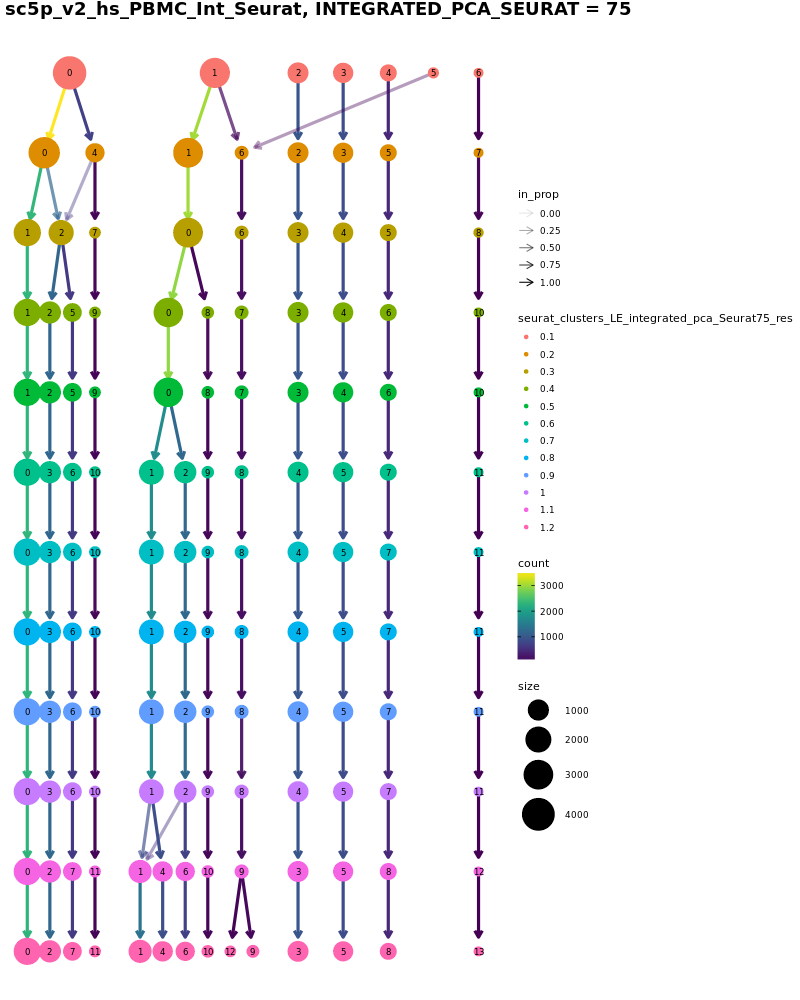 sc5p_v2_hs_PBMC_Int_Seurat, INTEGRATED_PCA_SEURAT = 75
0 1 2 3 4 5 6
0 4 1 6 2 3 5 7
1 2 7 0 6 3 4 5 8
1 2 5 9 0 8 7 3 4 6 10
1 2 5 9 0 8 7 3 4 6 10
0 3 6 10 1 2 9 8 4 5 7 11
0 3 6 10 1 2 9 8 4 5 7 11
0 3 6 10 1 2 9 8 4 5 7 11
0 3 6 10 1 2 9 8 4 5 7 11
0 3 6 10 1 2 9 8 4 5 7 11
0 2 7 11 1 4 6 10 9 3 5 8 12
0 2 7 11 1 4 6 10 12 9 3 5 8 13
in_prop
0.00
0.25
0.50
0.75
1.00
seurat_clusters_LE_integrated_pca_Seurat75_res
0.1
0.2
0.3
0.4
0.5
0.6
0.7
0.8
0.9
1
1.1
1.2
count
3000
2000
1000
size
1000
2000
3000
4000